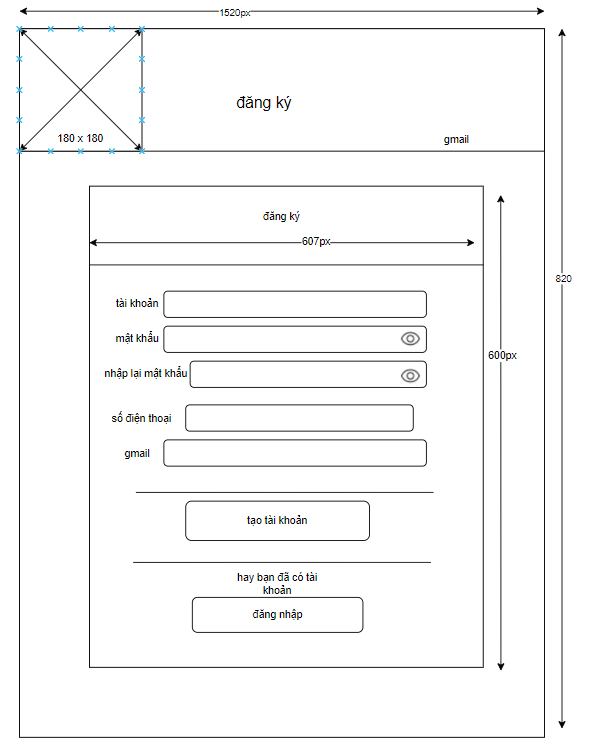 1520px
đăng ký
180 x 180
gmail
đăng ký
607px
820
tài khoản
mật khẩu
600px
nhập lại mật khẩu
số điện thoại
gmail
tạo tài khoản
hay bạn đã có tài
khoản
đăng nhập